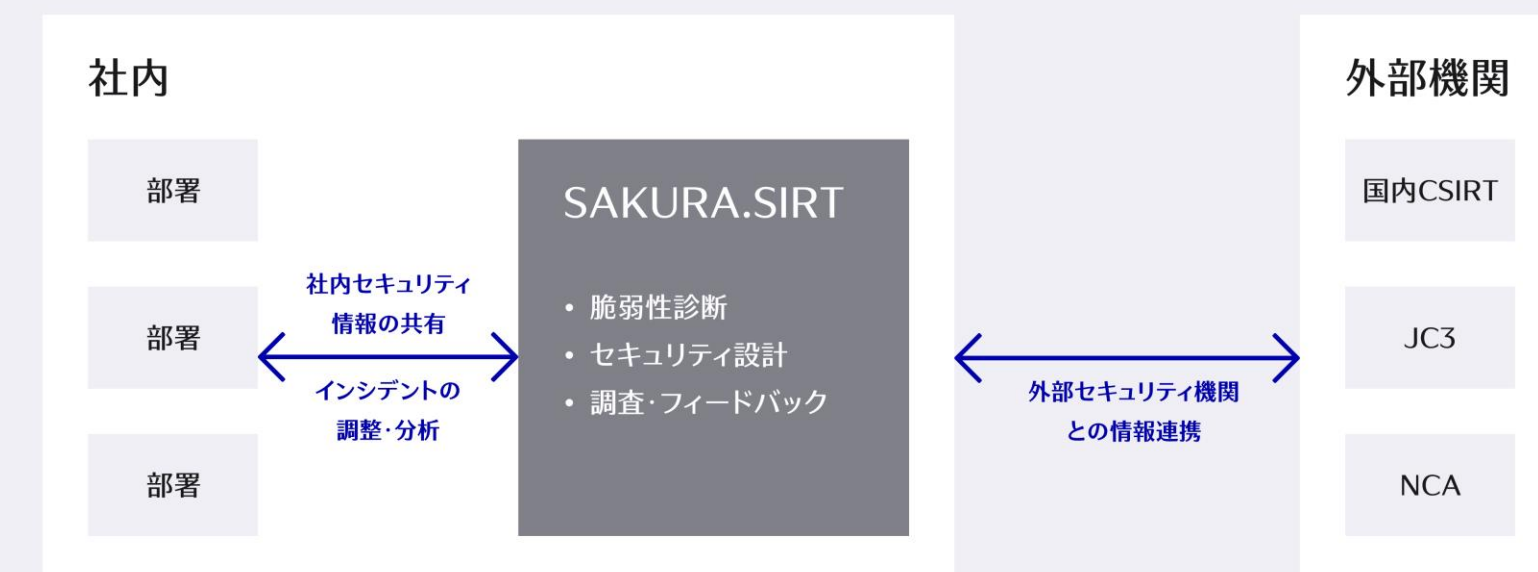 社内
部署
部署
部署
社内セキュリティ
情報の共有
インシデントの
調整・分析
SAKURA.SIRT
• 脆弱性診断
• セキュリティ設計
• 調査・フィードバック
外部セキュリティ機関
との情報連携
外部機関
国内CSIRT
JC3
NCA